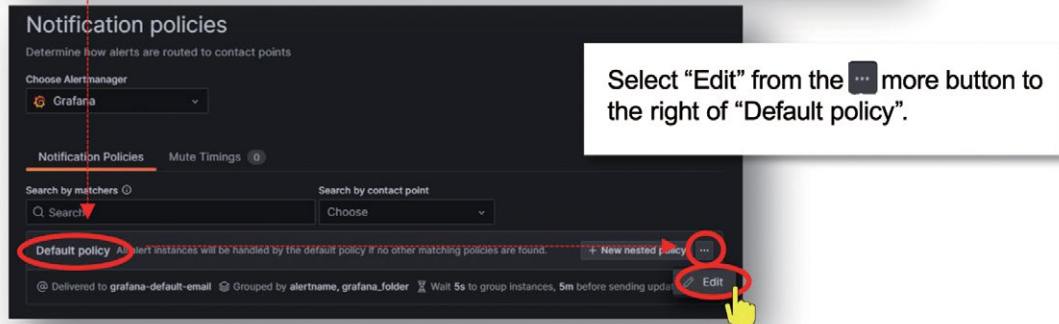 Notification policies
Determine how alerts are routed to contact points
Choose Alertmanager
Grafana
Select “Edit” from the ... more button to
the right of “Default policy”.
Notification Policies Mute Timings 0
Search by matchers Search by contact point
Search Choose
Default policy All alert instances will be handled by the default policy if no other matching policies are found. + New nested policy ...
@ Delivered to grafana-default-email Grouped by alertname, grafana_folder Wait 5s to group instances, 5m before sending Edit